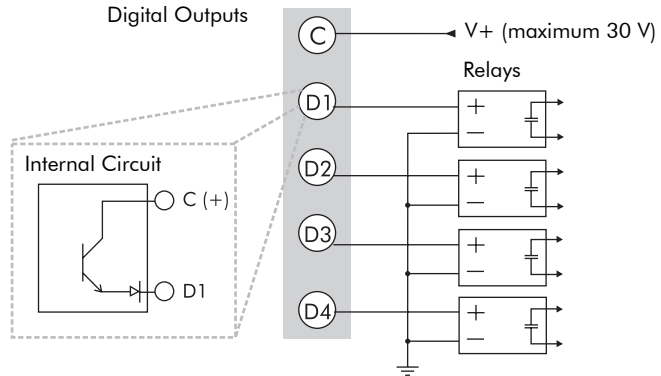 Digital Outputs
C
V+ (maximum 30 V)
Relays
D1
+
−
Internal Circuit
C (+)
D1
D2
+
−
D3
+
−
D4
+
−